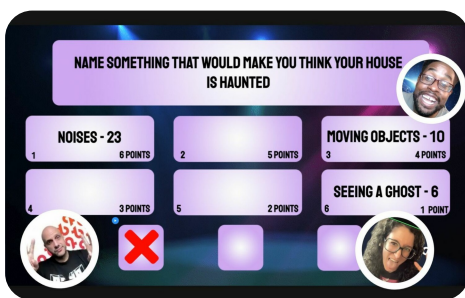 NAME SOMETHING THAT WOULD MAKE YOU THINK YOUR HOUSE
IS HAUNTED
NOISES - 23
1 6 POINTS
2 5 POINTS
MOVING OBJECTS - 10
3 4 POINTS
4 3 POINTS
5 2 POINTS
SEEING A GHOST - 6
6 1 POINT